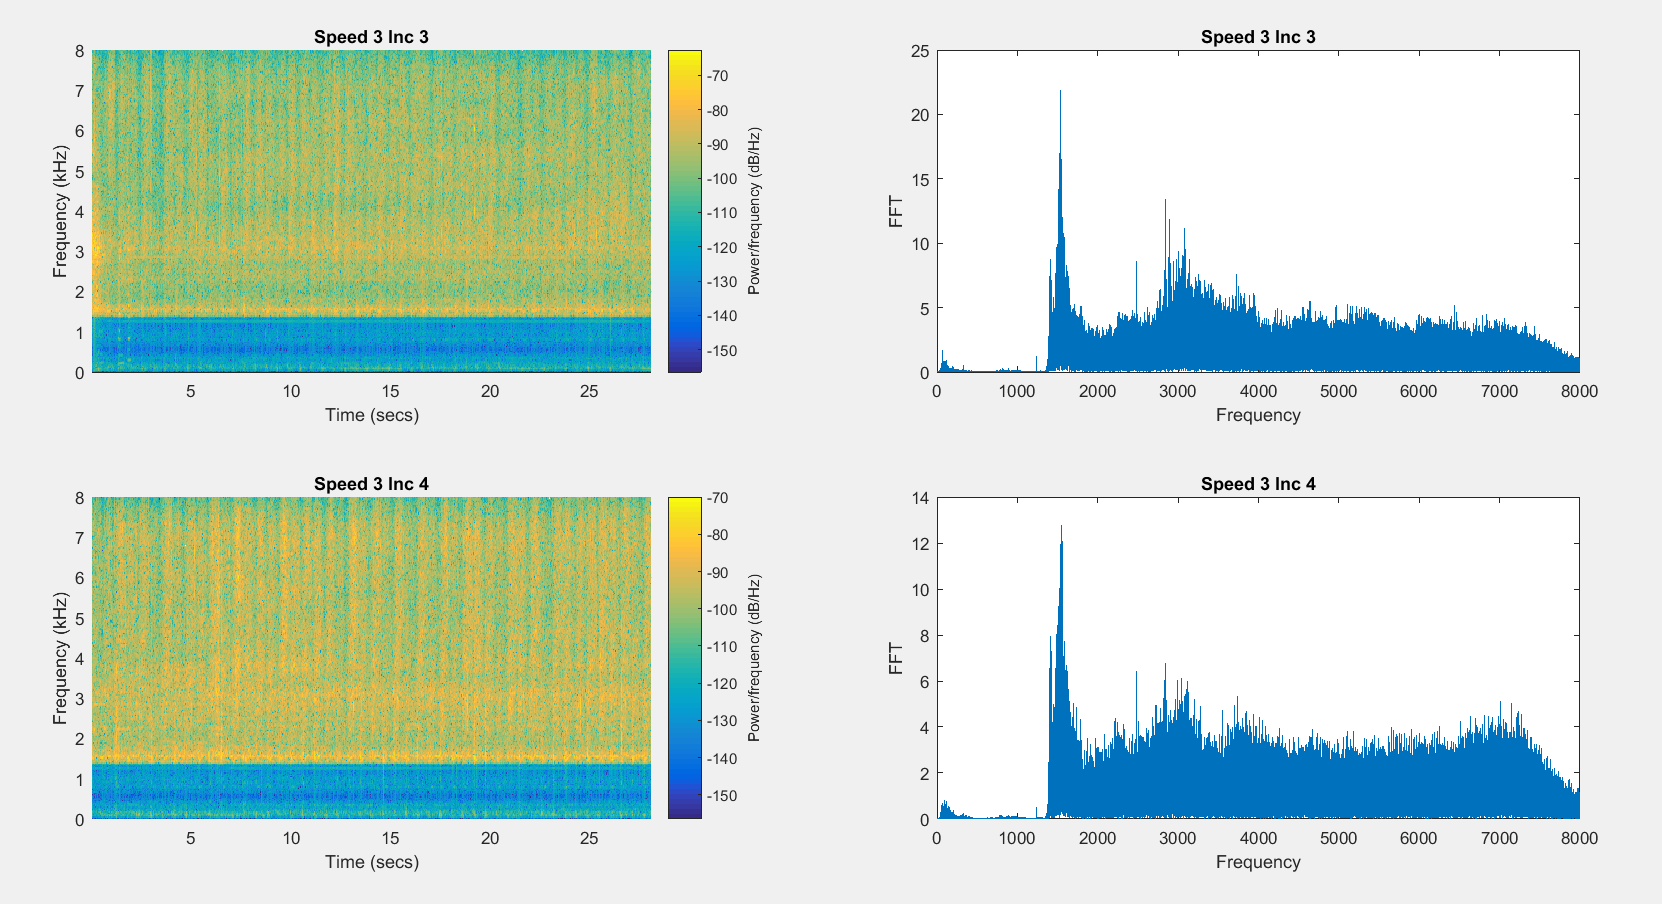 Speed 3 Inc 3
8
7
6
5
4
3
2
1
0
Frequency (kHz)
5 10 15 20 25
Time (secs)
-70
-80
-90
-100
-110
-120
-130
-140
-150
Power/frequency (dB/Hz)
Speed 3 Inc 3
25
20
15
10
5
0
FFT
0 1000 2000 3000 4000 5000 6000 7000 8000
Frequency
Speed 3 Inc 4
8
7
6
5
4
3
2
1
0
Frequency (kHz)
5 10 15 20 25
Time (secs)
-70
-80
-90
-100
-110
-120
-130
-140
-150
Power/frequency (dB/Hz)
Speed 3 Inc 4
14
12
10
8
6
4
2
0
FFT
0 1000 2000 3000 4000 5000 6000 7000 8000
Frequency